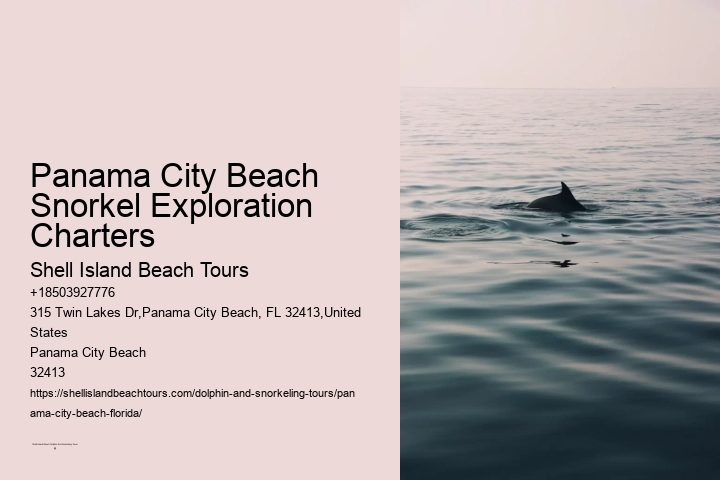 Panama City Beach
Snorkel Exploration
Charters
Shell Island Beach Tours
+18503927776
315 Twin Lakes Dr,Panama City Beach, FL 32413,United
States
Panama City Beach
32413
https://shellislandbeachtours.com/dolphin-and-snorkeling-tours/pan
ama-city-beach-florida/